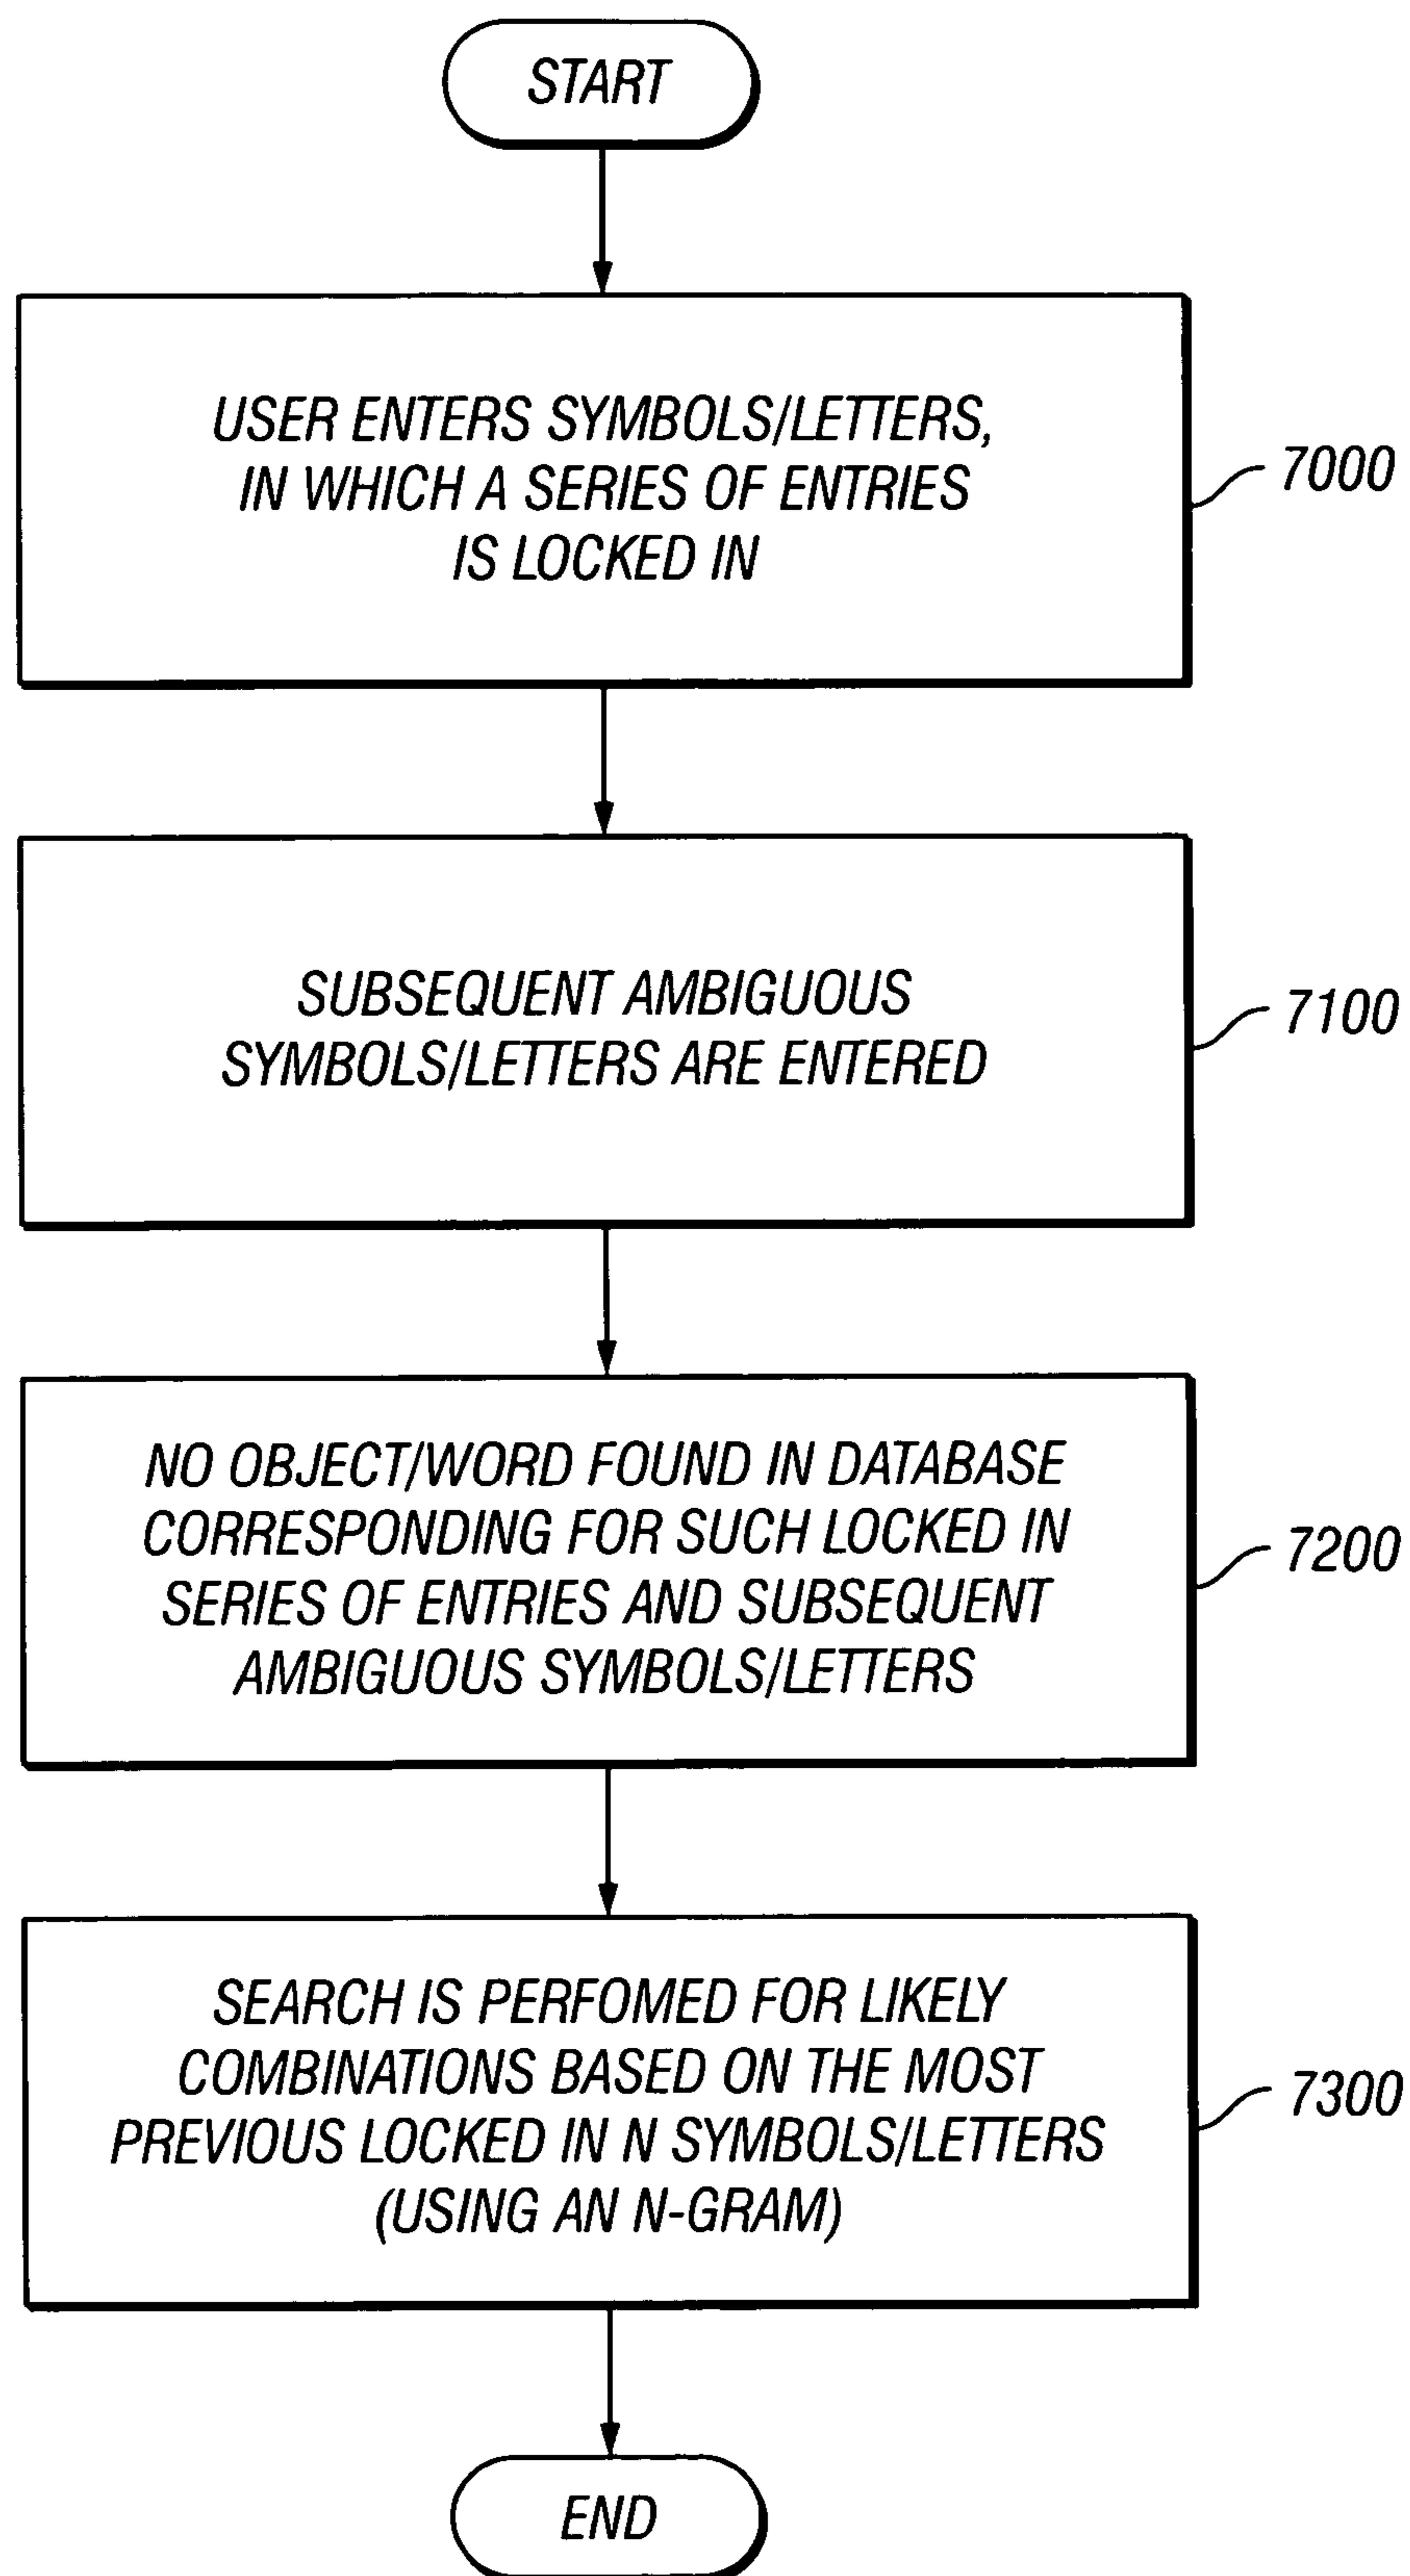 START
USER ENTERS SYMBOLS/LETTERS,
IN WHICH A SERIES OF ENTRIES
IS LOCKED IN
7000
SUBSEQUENT AMBIGUOUS
SYMBOLS/LETTERS ARE ENTERED
7100
NO OBJECT/WORD FOUND IN DATABASE
CORRESPONDING FOR SUCH LOCKED IN
SERIES OF ENTRIES AND SUBSEQUENT
AMBIGUOUS SYMBOLS/LETTERS
7200
SEARCH IS PERFOMED FOR LIKELY
COMBINATIONS BASED ON THE MOST
PREVIOUS LOCKED IN N SYMBOLS/LETTERS
(USING AN N-GRAM)
7300
END